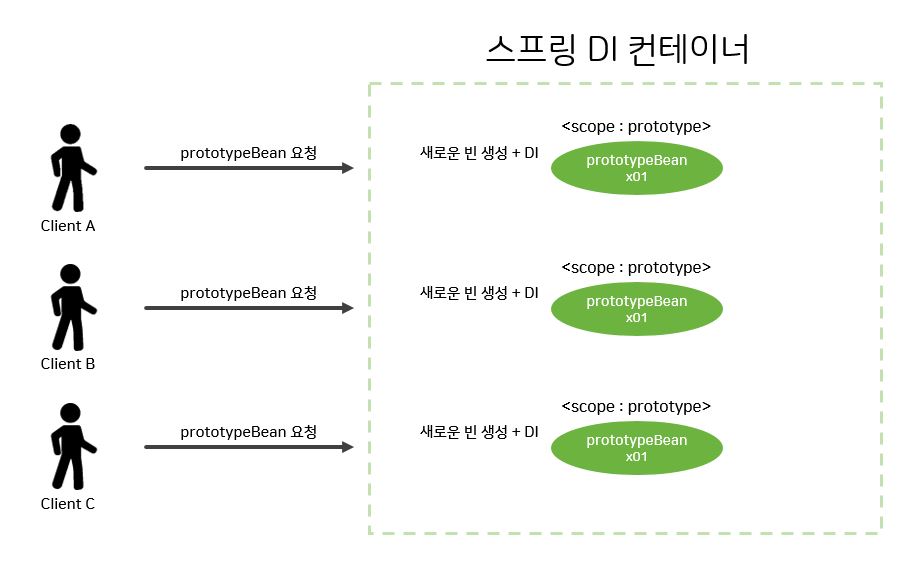 스프링 DI 컨테이너
<scope : prototype>
prototypeBean 요청
새로운 빈 생성 + DI
prototypeBean
x01
Client A
<scope : prototype>
prototypeBean 요청
새로운 빈 생성 + DI
prototypeBean
x01
Client B
<scope : prototype>
prototypeBean 요청
새로운 빈 생성 + DI
prototypeBean
x01
Client C